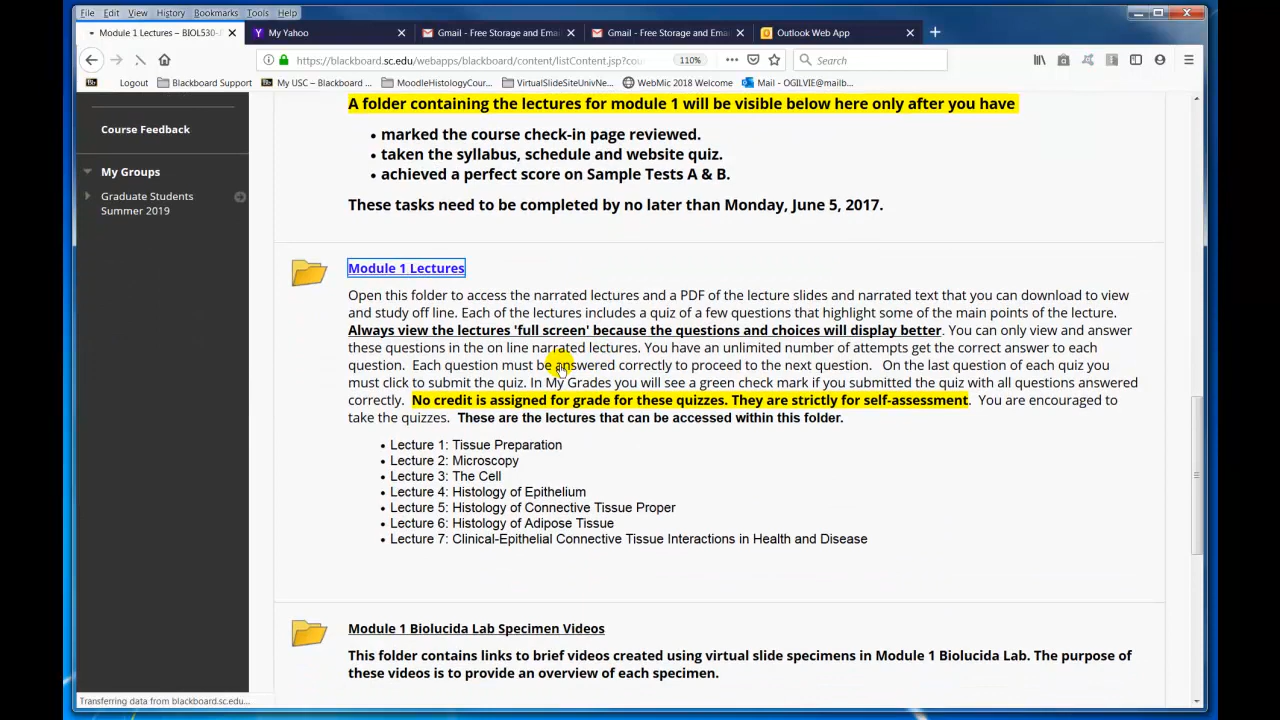 File Edit View History Bookmarks Tools Help
Module 1 Lectures – BIOL530-
My Yahoo
Gmail - Free Storage and Emai
Gmail - Free Storage and Emai
Outlook Web App
https://blackboard.sc.edu/webapps/blackboard/content/listContent.jsp?cou
110%
Search
Logout
Blackboard Support
My USC – Blackboard ...
MoodleHistologyCour...
VirtualSlideSiteUnivNe...
WebMic 2018 Welcome
Mail - OGILVIE@mailb...
Course Feedback
My Groups
Graduate Students
Summer 2019
A folder containing the lectures for module 1 will be visible below here only after you have
• marked the course check-in page reviewed.
• taken the syllabus, schedule and website quiz.
• achieved a perfect score on Sample Tests A & B.
These tasks need to be completed by no later than Monday, June 5, 2017.
Module 1 Lectures
Open this folder to access the narrated lectures and a PDF of the lecture slides and narrated text that you can download to view
and study off line. Each of the lectures includes a quiz of a few questions that highlight some of the main points of the lecture.
Always view the lectures 'full screen' because the questions and choices will display better. You can only view and answer
these questions in the on line narrated lectures. You have an unlimited number of attempts get the correct answer to each
question. Each question must be answered correctly to proceed to the next question. On the last question of each quiz you
must click to submit the quiz. In My Grades you will see a green check mark if you submitted the quiz with all questions answered
correctly. No credit is assigned for grade for these quizzes. They are strictly for self-assessment. You are encouraged to
take the quizzes. These are the lectures that can be accessed within this folder.
• Lecture 1: Tissue Preparation
• Lecture 2: Microscopy
• Lecture 3: The Cell
• Lecture 4: Histology of Epithelium
• Lecture 5: Histology of Connective Tissue Proper
• Lecture 6: Histology of Adipose Tissue
• Lecture 7: Clinical-Epithelial Connective Tissue Interactions in Health and Disease
Module 1 Biolucida Lab Specimen Videos
This folder contains links to brief videos created using virtual slide specimens in Module 1 Biolucida Lab. The purpose of
these videos is to provide an overview of each specimen.
Transferring data from blackboard.sc.edu...